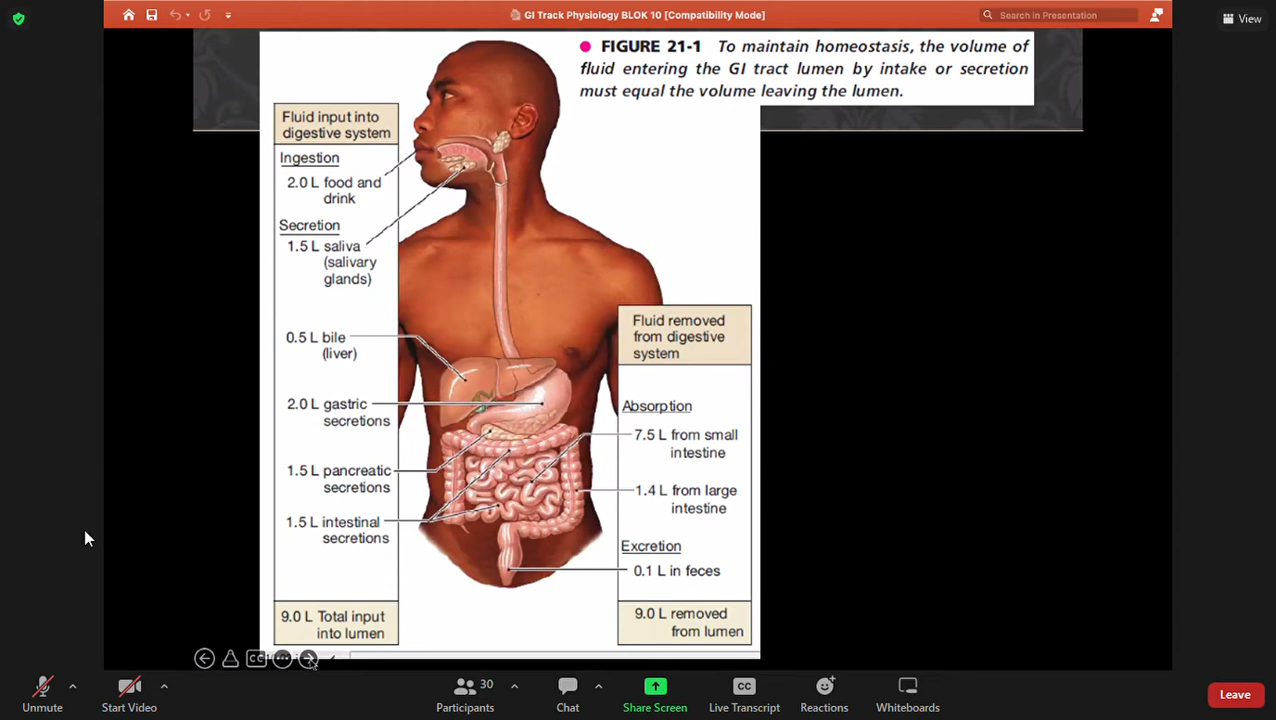 GI Track Physiology BLOK 10 [Compatibility Mode]
Search in Presentation
View
FIGURE 21-1 To maintain homeostasis, the volume of
fluid entering the GI tract lumen by intake or secretion
must equal the volume leaving the lumen.
Fluid input into
digestive system
Ingestion
2.0 L food and
drink
Secretion
1.5 L saliva
(salivary
glands)
0.5 L bile
(liver)
2.0 L gastric
secretions
1.5 L pancreatic
secretions
1.5 L intestinal
secretions
9.0 L Total input
into lumen
Fluid removed
from digestive
system
Absorption
7.5 L from small
intestine
1.4 L from large
intestine
Excretion
0.1 L in feces
9.0 L removed
from lumen
CC
Unmute
Start Video
30
Participants
Chat
Share Screen
CC
Live Transcript
Reactions
Whiteboards
Leave